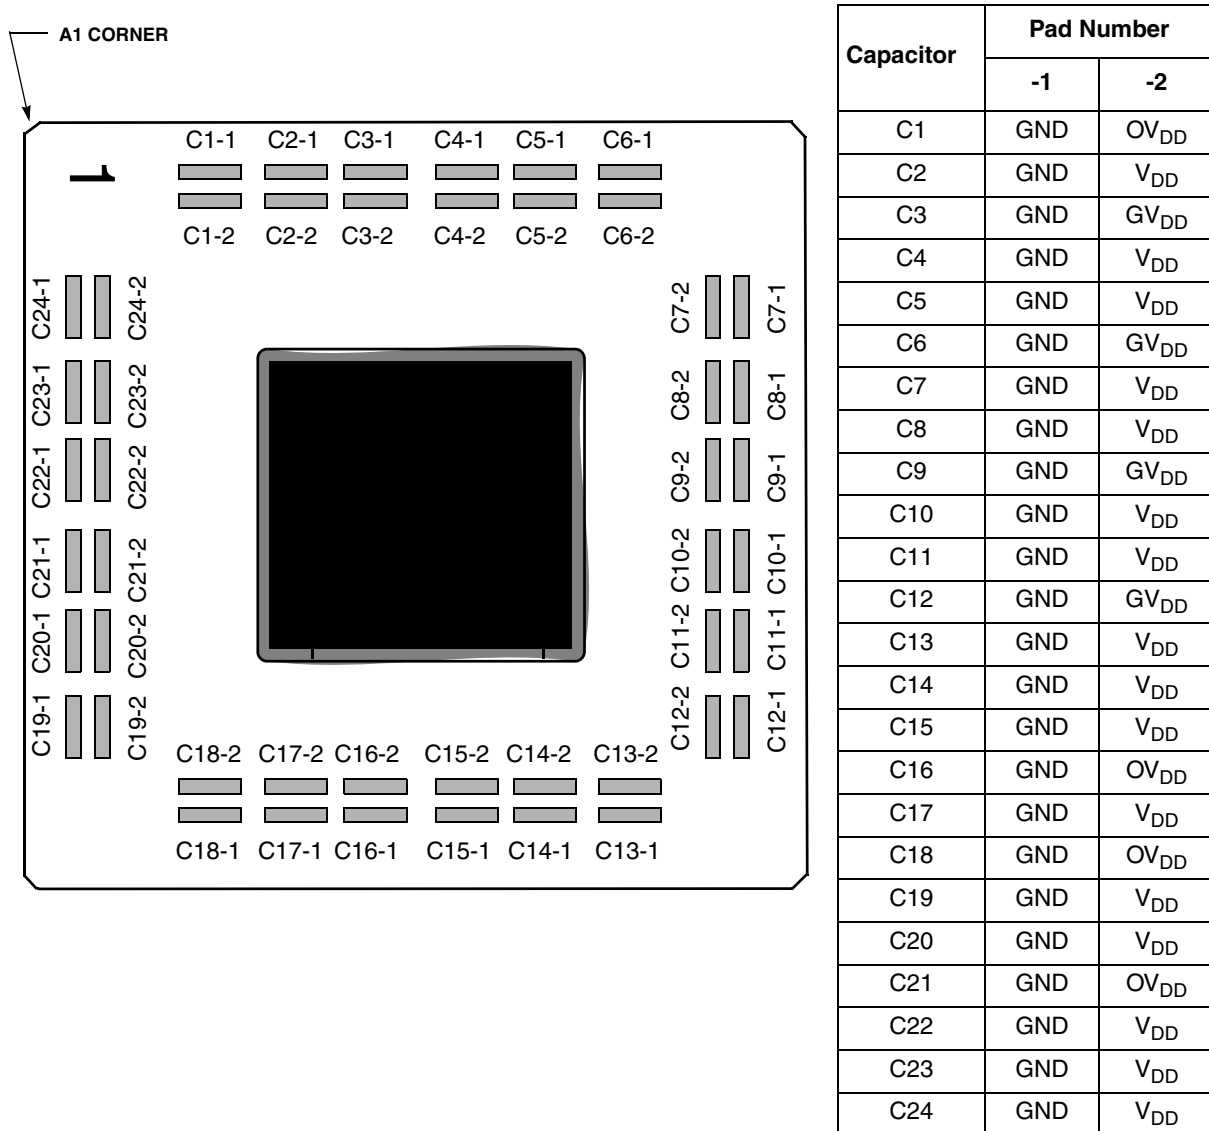 A1 CORNER
1
C1-1 C2-1 C3-1 C4-1 C5-1 C6-1
C1-2 C2-2 C3-2 C4-2 C5-2 C6-2
C24-1 C24-2 C7-2 C7-1
C23-1 C23-2 C8-2 C8-1
C22-1 C22-2 C9-2 C9-1
C21-1 C21-2 C10-2 C10-1
C20-1 C20-2 C11-2 C11-1
C19-1 C19-2 C12-2 C12-1
C18-2 C17-2 C16-2 C15-2 C14-2 C13-2
C18-1 C17-1 C16-1 C15-1 C14-1 C13-1
Capacitor Pad Number
-1 -2
C1 GND OVDD
C2 GND VDD
C3 GND GVDD
C4 GND VDD
C5 GND VDD
C6 GND GVDD
C7 GND VDD
C8 GND VDD
C9 GND GVDD
C10 GND VDD
C11 GND VDD
C12 GND GVDD
C13 GND VDD
C14 GND VDD
C15 GND VDD
C16 GND OVDD
C17 GND VDD
C18 GND OVDD
C19 GND VDD
C20 GND VDD
C21 GND OVDD
C22 GND VDD
C23 GND VDD
C24 GND VDD